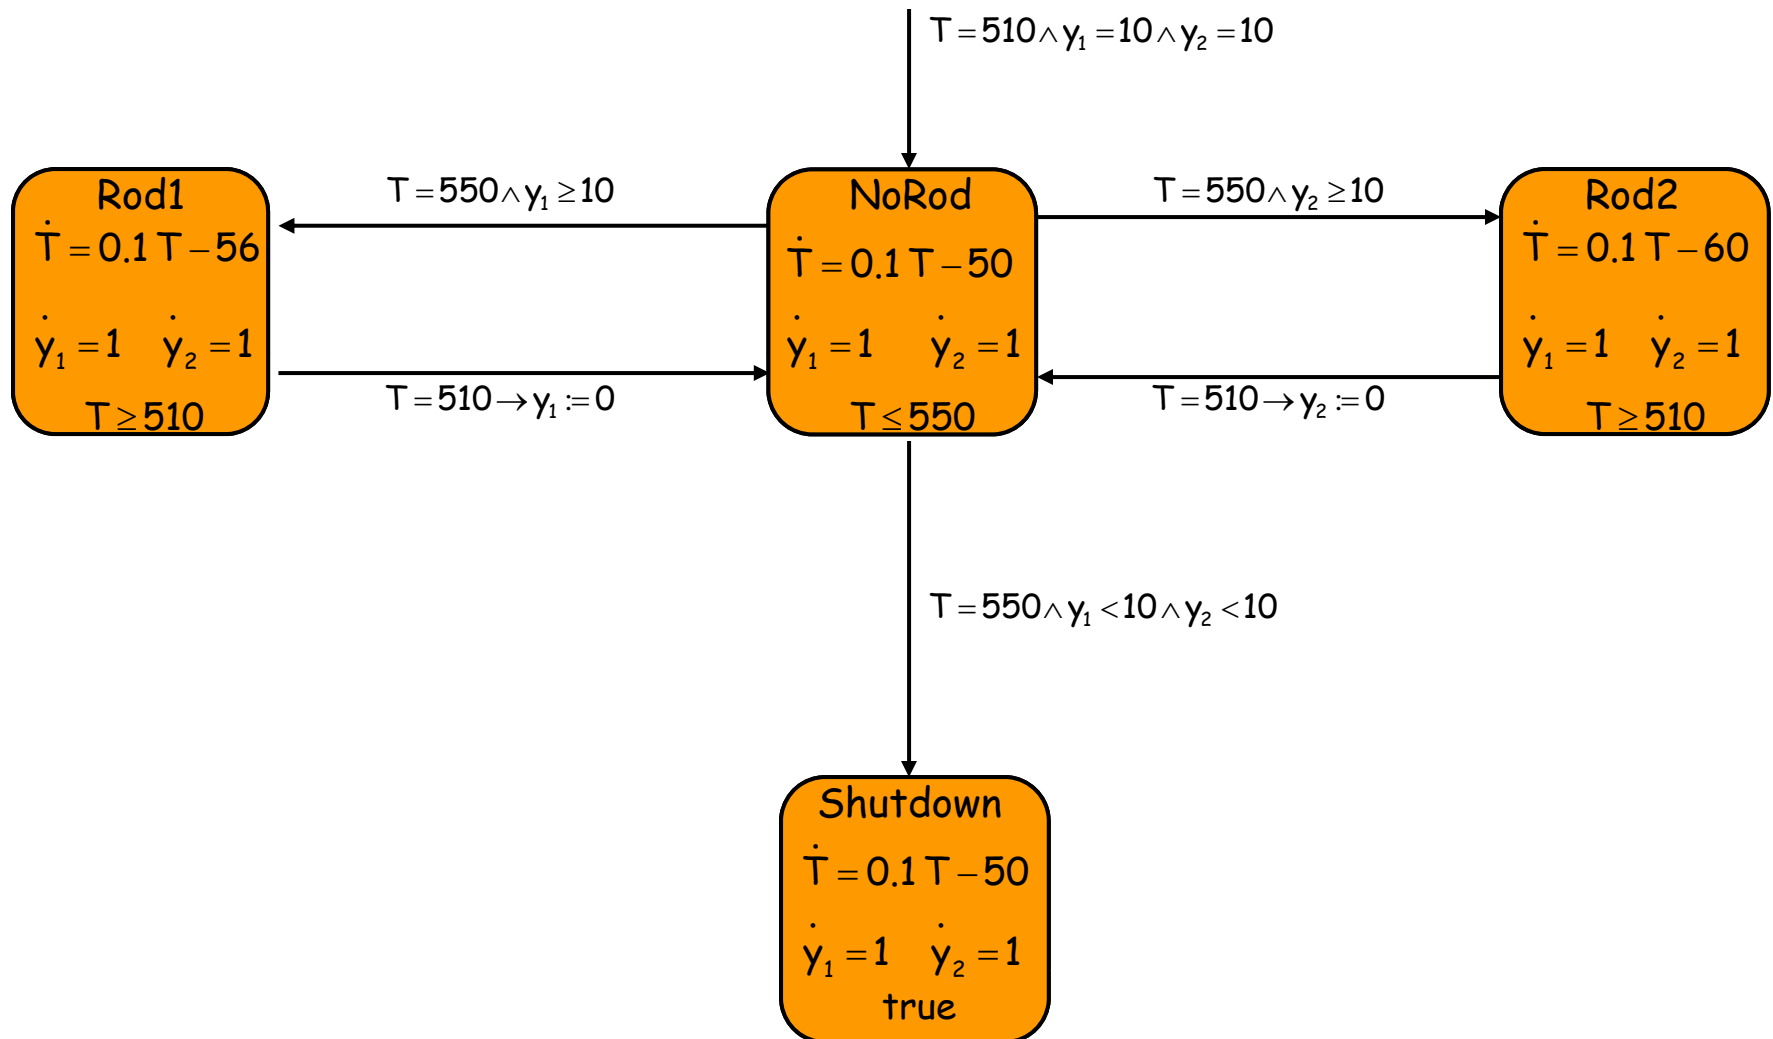 T = 510 ∧ y₁ = 10 ∧ y₂ = 10
Rod1
Ṫ = 0.1 T − 56
ẏ₁ = 1 ẏ₂ = 1
T ≥ 510
T = 550 ∧ y₁ ≥ 10
T = 510 → y₁ := 0
NoRod
Ṫ = 0.1 T − 50
ẏ₁ = 1 ẏ₂ = 1
T ≤ 550
T = 550 ∧ y₂ ≥ 10
T = 510 → y₂ := 0
Rod2
Ṫ = 0.1 T − 60
ẏ₁ = 1 ẏ₂ = 1
T ≥ 510
T = 550 ∧ y₁ < 10 ∧ y₂ < 10
Shutdown
Ṫ = 0.1 T − 50
ẏ₁ = 1 ẏ₂ = 1
true